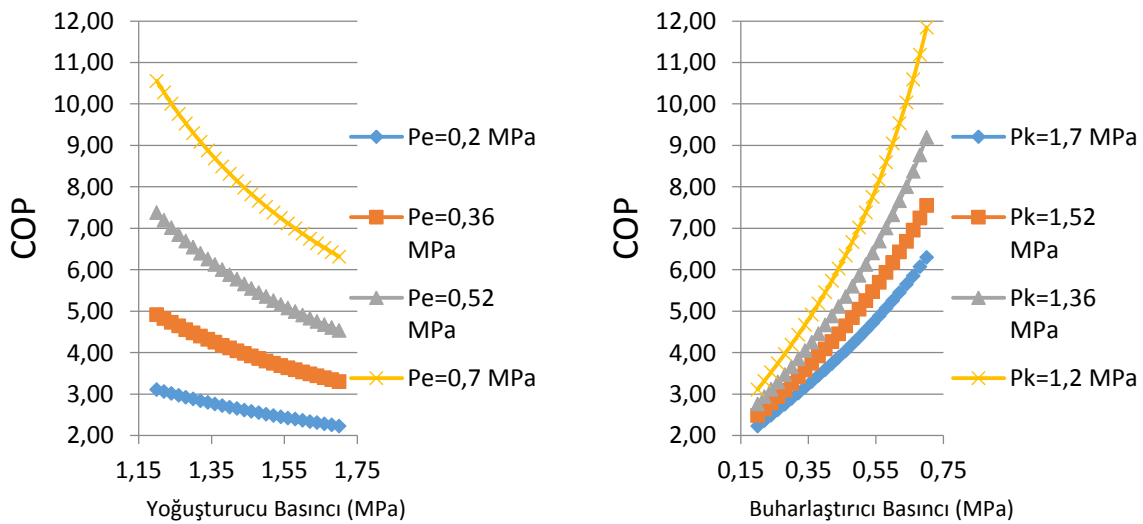 12,00
11,00
10,00
9,00
8,00
7,00
6,00
5,00
4,00
3,00
2,00
COP
1,15 1,35 1,55 1,75
Yoğuşturucu Basıncı (MPa)
Pe=0,2 MPa
Pe=0,36
MPa
Pe=0,52
MPa
Pe=0,7 MPa
12,00
11,00
10,00
9,00
8,00
7,00
6,00
5,00
4,00
3,00
2,00
COP
0,15 0,35 0,55 0,75
Buharlaştırıcı Basıncı (MPa)
Pk=1,7 MPa
Pk=1,52
MPa
Pk=1,36
MPa
Pk=1,2 MPa